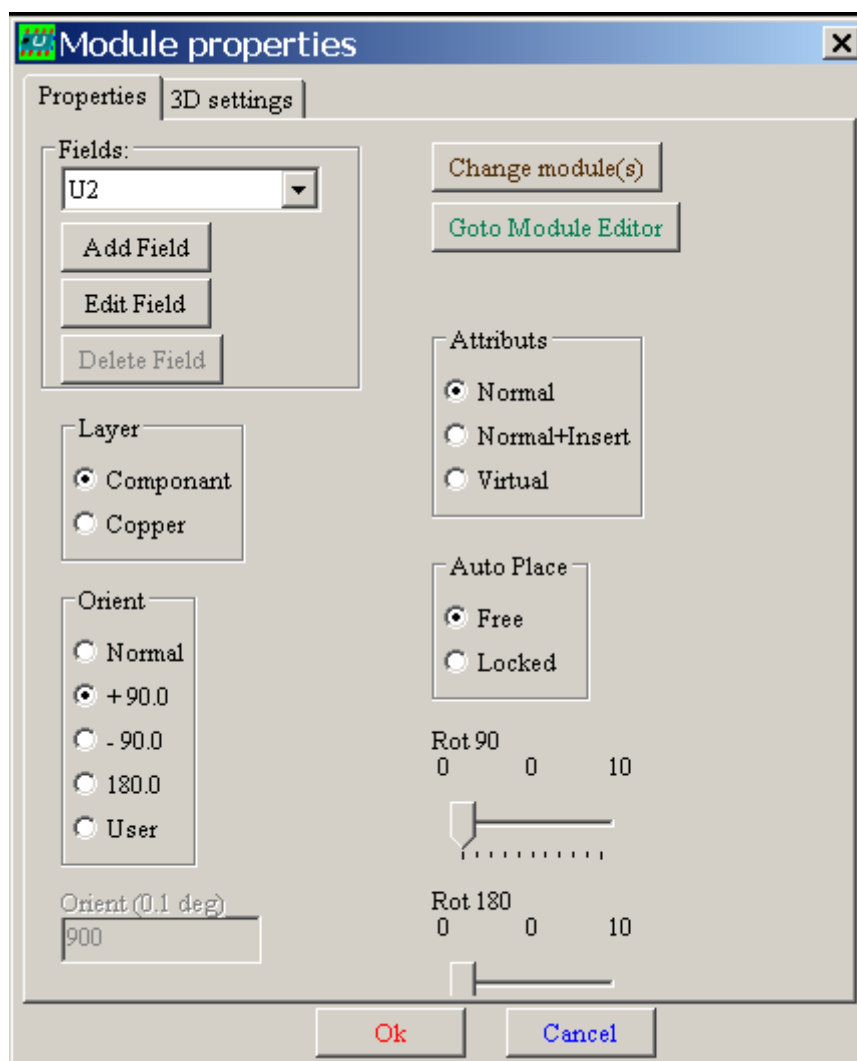 Module properties
Properties
3D settings
Fields:
U2
Add Field
Edit Field
Delete Field
Layer
Componant
Copper
Orient
Normal
+90.0
- 90.0
180.0
User
Orient (0.1 deg)
900
Change module(s)
Goto Module Editor
Attributs
Normal
Normal+Insert
Virtual
Auto Place
Free
Locked
Rot 90
0 0 10
Rot 180
0 0 10
Ok
Cancel